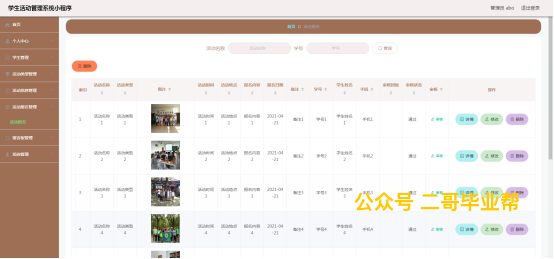 学生活动管理系统小程序
管理员 abo 退出登录
首页
个人中心
学生管理
活动类型管理
活动信息管理
活动报名管理
系统管理
首页
活动名称 活动名称 学号 学号 查询
删除
索引 活动名称 活动类型 图片 活动时间 活动地点 报名内容 报名日期 备注 学号 学生姓名 手机 审核回复 审核状态 审核 操作
1 活动名称1 活动类型1 活动时间1 活动地点1 报名内容1 2021-04-21 备注1 学号1 学生姓名1 手机1 通过 审核 详情 修改 删除
2 活动名称2 活动类型2 活动时间2 活动地点2 报名内容2 2021-04-21 备注2 学号2 学生姓名2 手机2 通过 审核 详情 修改 删除
3 活动名称3 活动类型3 活动时间3 活动地点3 报名内容3 2021-04-21 备注3 学号3 学生姓名3 手机3 通过 审核 详情 修改 删除
公众号 二哥毕业帮
4 活动名称4 活动类型4 活动时间4 活动地点4 报名内容4 2021-04-21 备注4 学号4 学生姓名4 手机4 通过 审核 详情 修改 删除